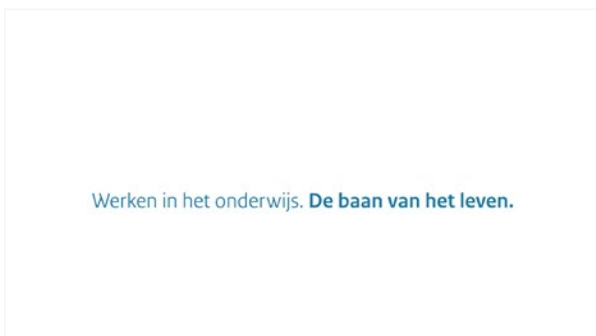 Werken in het onderwijs. De baan van het leven.